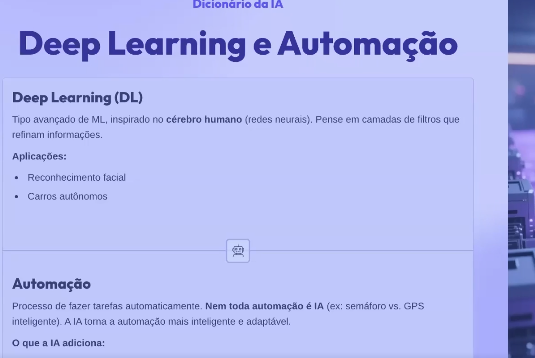 Dicionário da IA
Deep Learning e Automação
Deep Learning (DL)
Tipo avançado de ML, inspirado no cérebro humano (redes neurais). Pense em camadas de filtros que
refinam informações.
Aplicações:
• Reconhecimento facial
• Carros autônomos
Automação
Processo de fazer tarefas automaticamente. Nem toda automação é IA (ex: semáforo vs. GPS
inteligente). A IA torna a automação mais inteligente e adaptável.
O que a IA adiciona: